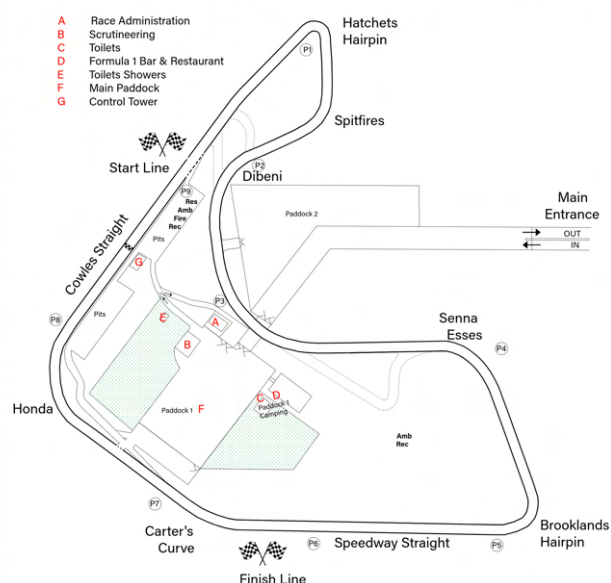 A Race Administration
B Scrutineering
C Toilets
D Formula 1 Bar & Restaurant
E Toilets Showers
F Main Paddock
G Control Tower
Hatchets
Hairpin
P1
Spitfires
Start Line
P2
Dibeni
P9
Res
Amb
Fire
Rec
Paddock 2
Main
Entrance
OUT
IN
Cowles Straight
Pits
G
P3
E
A
P8
Pits
B
Senna
Esses
P4
Honda
Paddock 1
F
C
D
Paddock 1
Camping
Amb
Rec
P7
Carter's
Curve
P6
Speedway Straight
P5
Brooklands
Hairpin
Finish Line